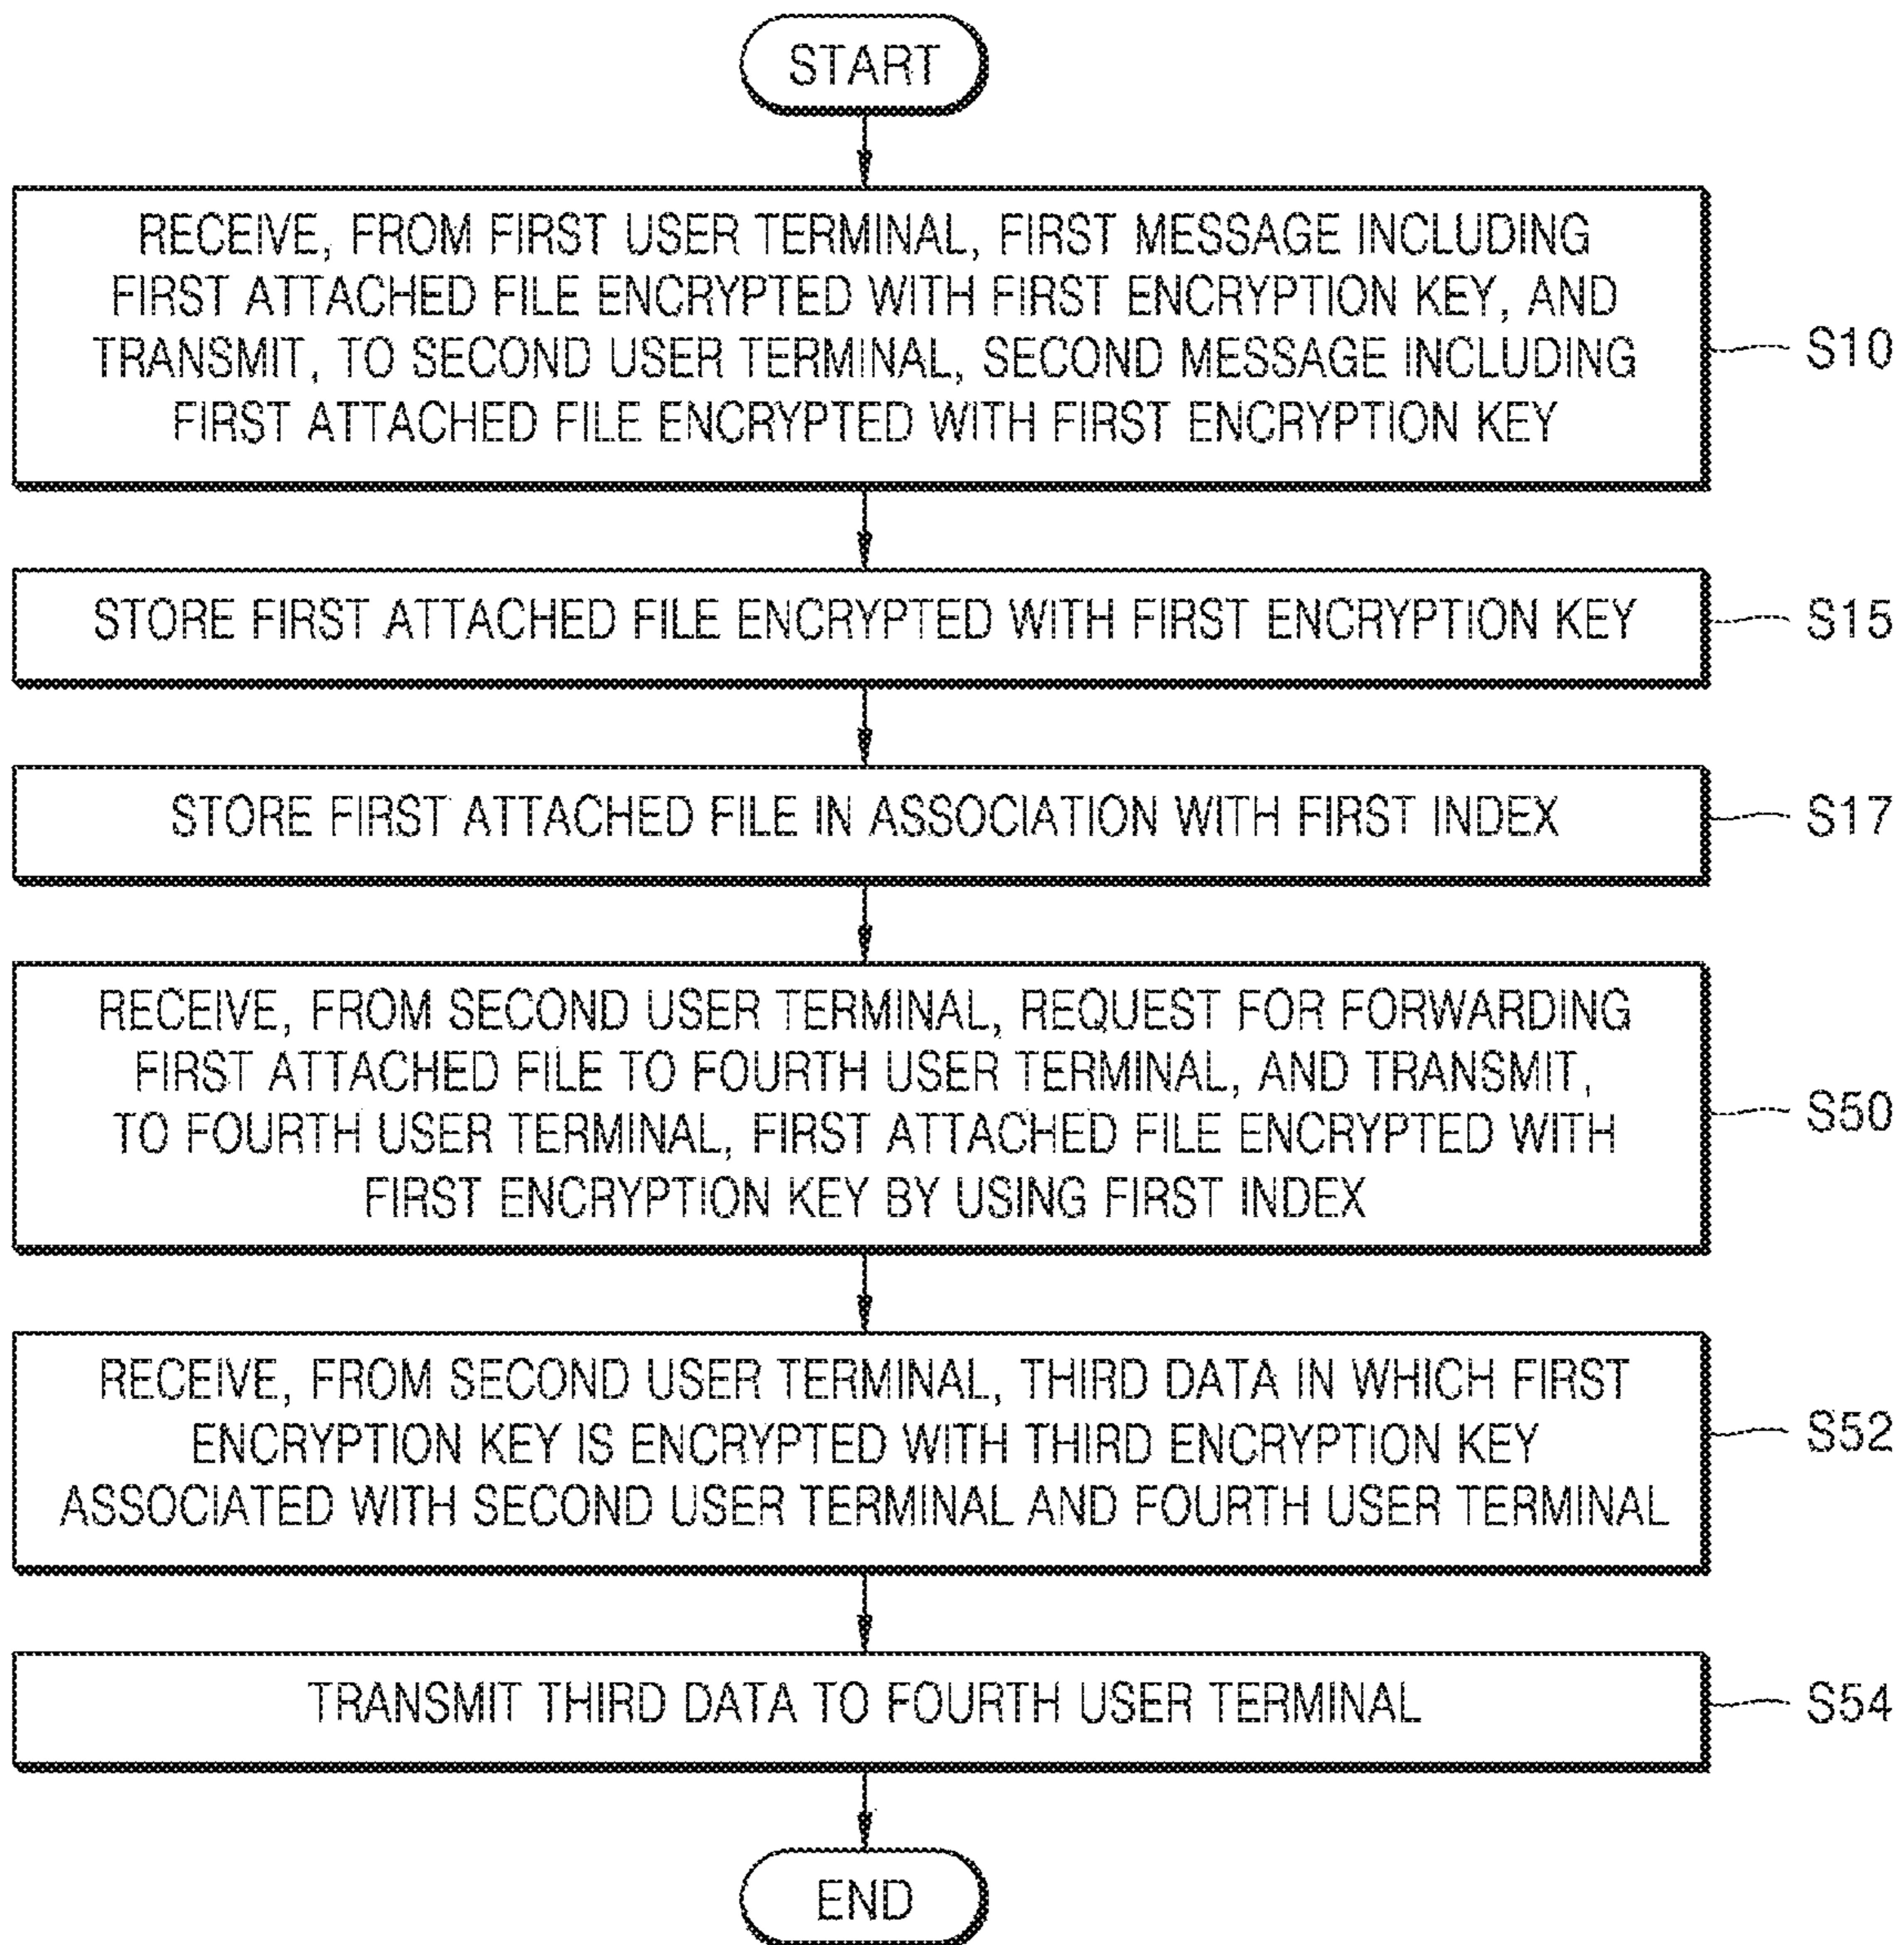 START
RECEIVE, FROM FIRST USER TERMINAL, FIRST MESSAGE INCLUDING
FIRST ATTACHED FILE ENCRYPTED WITH FIRST ENCRYPTION KEY, AND
TRANSMIT, TO SECOND USER TERMINAL, SECOND MESSAGE INCLUDING
FIRST ATTACHED FILE ENCRYPTED WITH FIRST ENCRYPTION KEY
S10
STORE FIRST ATTACHED FILE ENCRYPTED WITH FIRST ENCRYPTION KEY
S15
STORE FIRST ATTACHED FILE IN ASSOCIATION WITH FIRST INDEX
S17
RECEIVE, FROM SECOND USER TERMINAL, REQUEST FOR FORWARDING
FIRST ATTACHED FILE TO FOURTH USER TERMINAL, AND TRANSMIT,
TO FOURTH USER TERMINAL, FIRST ATTACHED FILE ENCRYPTED WITH
FIRST ENCRYPTION KEY BY USING FIRST INDEX
S50
RECEIVE, FROM SECOND USER TERMINAL, THIRD DATA IN WHICH FIRST
ENCRYPTION KEY IS ENCRYPTED WITH THIRD ENCRYPTION KEY
ASSOCIATED WITH SECOND USER TERMINAL AND FOURTH USER TERMINAL
S52
TRANSMIT THIRD DATA TO FOURTH USER TERMINAL
S54
END